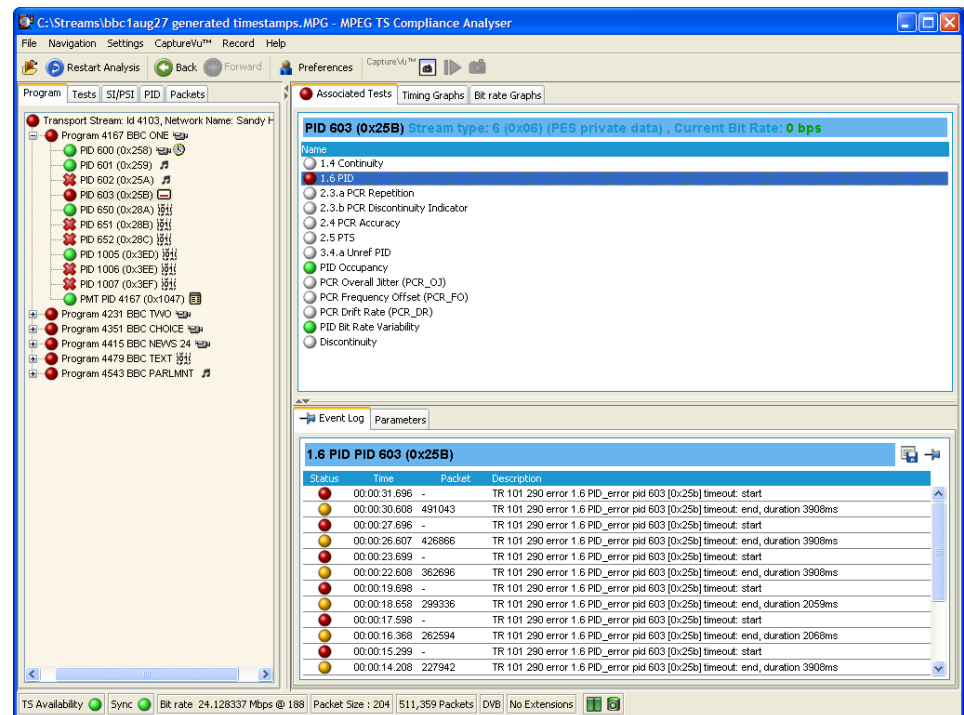 C:\Streams\bbc1aug27 generated timestamps.MPG - MPEG TS Compliance Analyser
File Navigation Settings CaptureVu™ Record Help
Restart Analysis Back Forward Preferences CaptureVu™
Program Tests SI/PSI PID Packets
Transport Stream: Id 4103, Network Name: Sandy H
Program 4167 BBC ONE
PID 600 (0x258)
PID 601 (0x259)
PID 602 (0x25A)
PID 603 (0x25B)
PID 650 (0x28A)
PID 651 (0x28B)
PID 652 (0x28C)
PID 1005 (0x3ED)
PID 1006 (0x3EE)
PID 1007 (0x3EF)
PMT PID 4167 (0x1047)
Program 4231 BBC TWO
Program 4351 BBC CHOICE
Program 4415 BBC NEWS 24
Program 4479 BBC TEXT
Program 4543 BBC PARLMNT
Associated Tests Timing Graphs Bit rate Graphs
PID 603 (0x25B) Stream type: 6 (0x06) (PES private data) , Current Bit Rate: 0 bps
Name
1.4 Continuity
1.6 PID
2.3.a PCR Repetition
2.3.b PCR Discontinuity Indicator
2.4 PCR Accuracy
2.5 PTS
3.4.a Unref PID
PID Occupancy
PCR Overall Jitter (PCR_OJ)
PCR Frequency Offset (PCR_FO)
PCR Drift Rate (PCR_DR)
PID Bit Rate Variability
Discontinuity
Event Log Parameters
1.6 PID PID 603 (0x25B)
Status Time Packet Description
00:00:31.696 - TR 101 290 error 1.6 PID_error pid 603 [0x25b] timeout: start
00:00:30.608 491043 TR 101 290 error 1.6 PID_error pid 603 [0x25b] timeout: end, duration 3908ms
00:00:27.696 - TR 101 290 error 1.6 PID_error pid 603 [0x25b] timeout: start
00:00:26.607 426866 TR 101 290 error 1.6 PID_error pid 603 [0x25b] timeout: end, duration 3908ms
00:00:23.699 - TR 101 290 error 1.6 PID_error pid 603 [0x25b] timeout: start
00:00:22.608 362696 TR 101 290 error 1.6 PID_error pid 603 [0x25b] timeout: end, duration 3908ms
00:00:19.698 - TR 101 290 error 1.6 PID_error pid 603 [0x25b] timeout: start
00:00:18.658 299336 TR 101 290 error 1.6 PID_error pid 603 [0x25b] timeout: end, duration 2059ms
00:00:17.598 - TR 101 290 error 1.6 PID_error pid 603 [0x25b] timeout: start
00:00:16.368 262594 TR 101 290 error 1.6 PID_error pid 603 [0x25b] timeout: end, duration 2068ms
00:00:15.299 - TR 101 290 error 1.6 PID_error pid 603 [0x25b] timeout: start
00:00:14.208 227942 TR 101 290 error 1.6 PID_error pid 603 [0x25b] timeout: end, duration 3908ms
TS Availability Sync Bit rate 24.128337 Mbps @ 188 Packet Size : 204 511,359 Packets DVB No Extensions